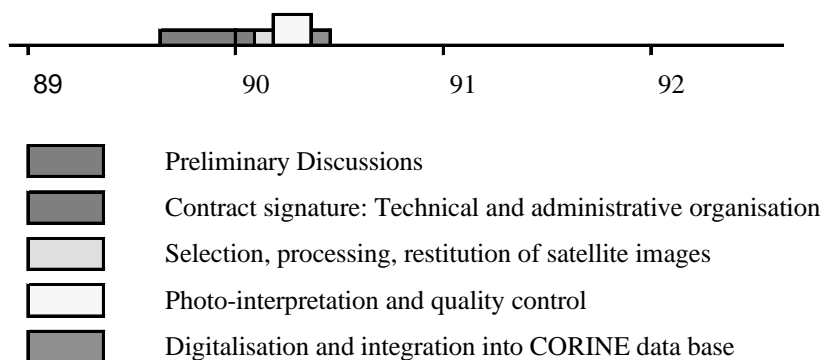 89 90 91 92
Preliminary Discussions
Contract signature: Technical and administrative organisation
Selection, processing, restitution of satellite images
Photo-interpretation and quality control
Digitalisation and integration into CORINE data base